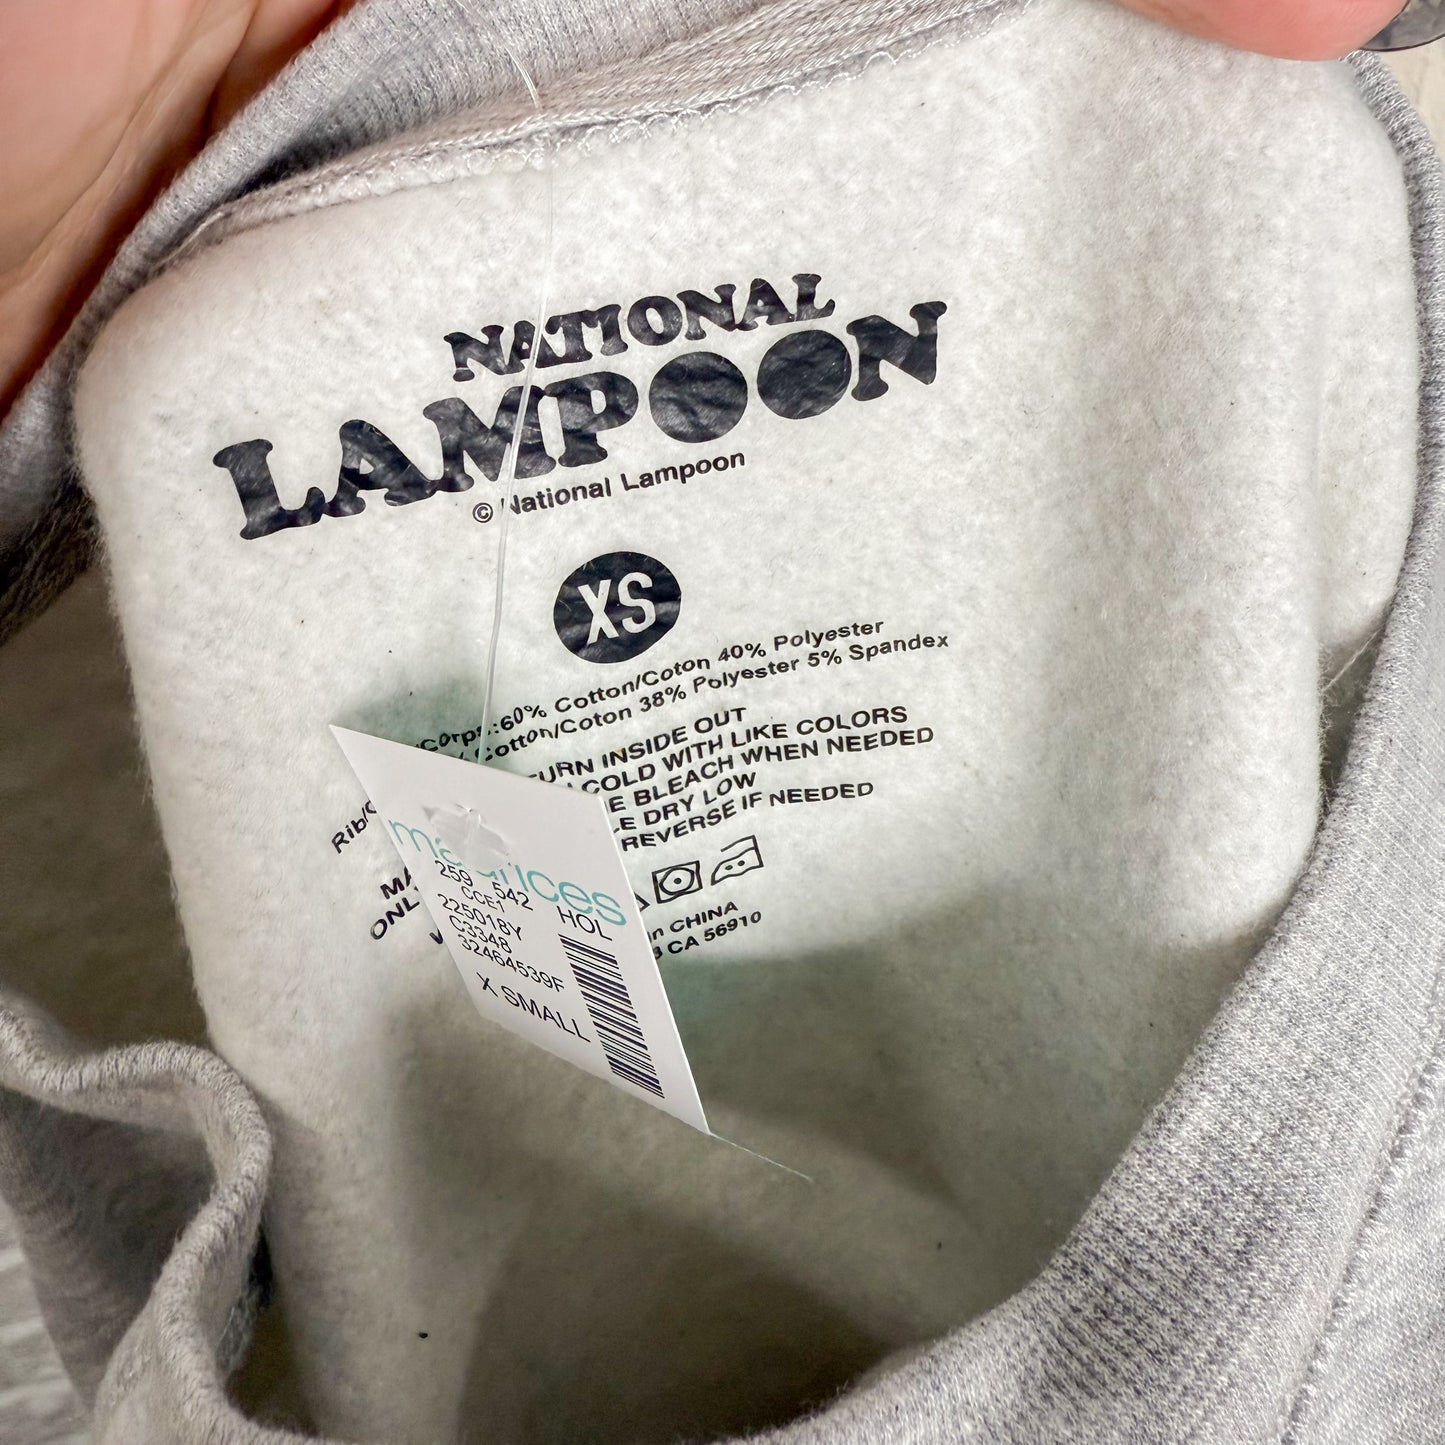 NATIONAL
LAMPOON
© National Lampoon
XS
/Corps:60% Cotton/Coton 40% Polyester
% Cotton/Coton 38% Polyester 5% Spandex
Rib/
TURN INSIDE OUT
COLD WITH LIKE COLORS
BLEACH WHEN NEEDED
DRY LOW
REVERSE IF NEEDED
in CHINA
CA 56910
maurices
259 542
CCE1 HOL
225018Y
C3348
32464539F
X SMALL